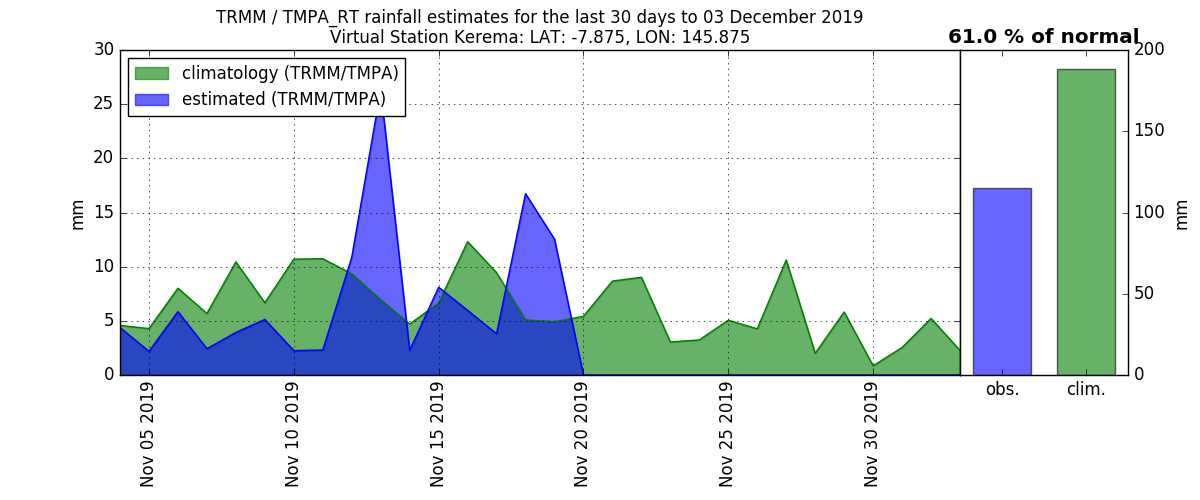 TRMM / TMPA_RT rainfall estimates for the last 30 days to 03 December 2019
Virtual Station Kerema: LAT: -7.875, LON: 145.875
61.0 % of normal
climatology (TRMM/TMPA)
estimated (TRMM/TMPA)
30
25
20
15
10
5
0
mm
Nov 05 2019
Nov 10 2019
Nov 15 2019
Nov 20 2019
Nov 25 2019
Nov 30 2019
200
150
100
50
0
mm
obs.
clim.